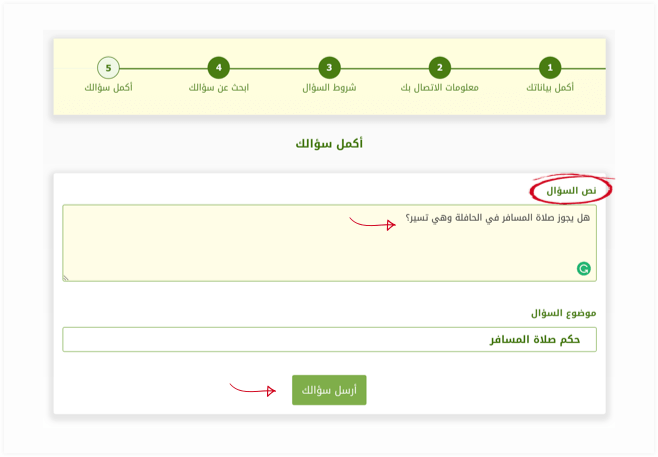 1
أكمل بياناتك
2
معلومات الاتصال بك
3
شروط السؤال
4
ابحث عن سؤالك
5
أكمل سؤالك
أكمل سؤالك
نص السؤال
هل يجوز صلاة المسافر في الحافلة وهي تسير؟
موضوع السؤال
حكم صلاة المسافر
أرسل سؤالك